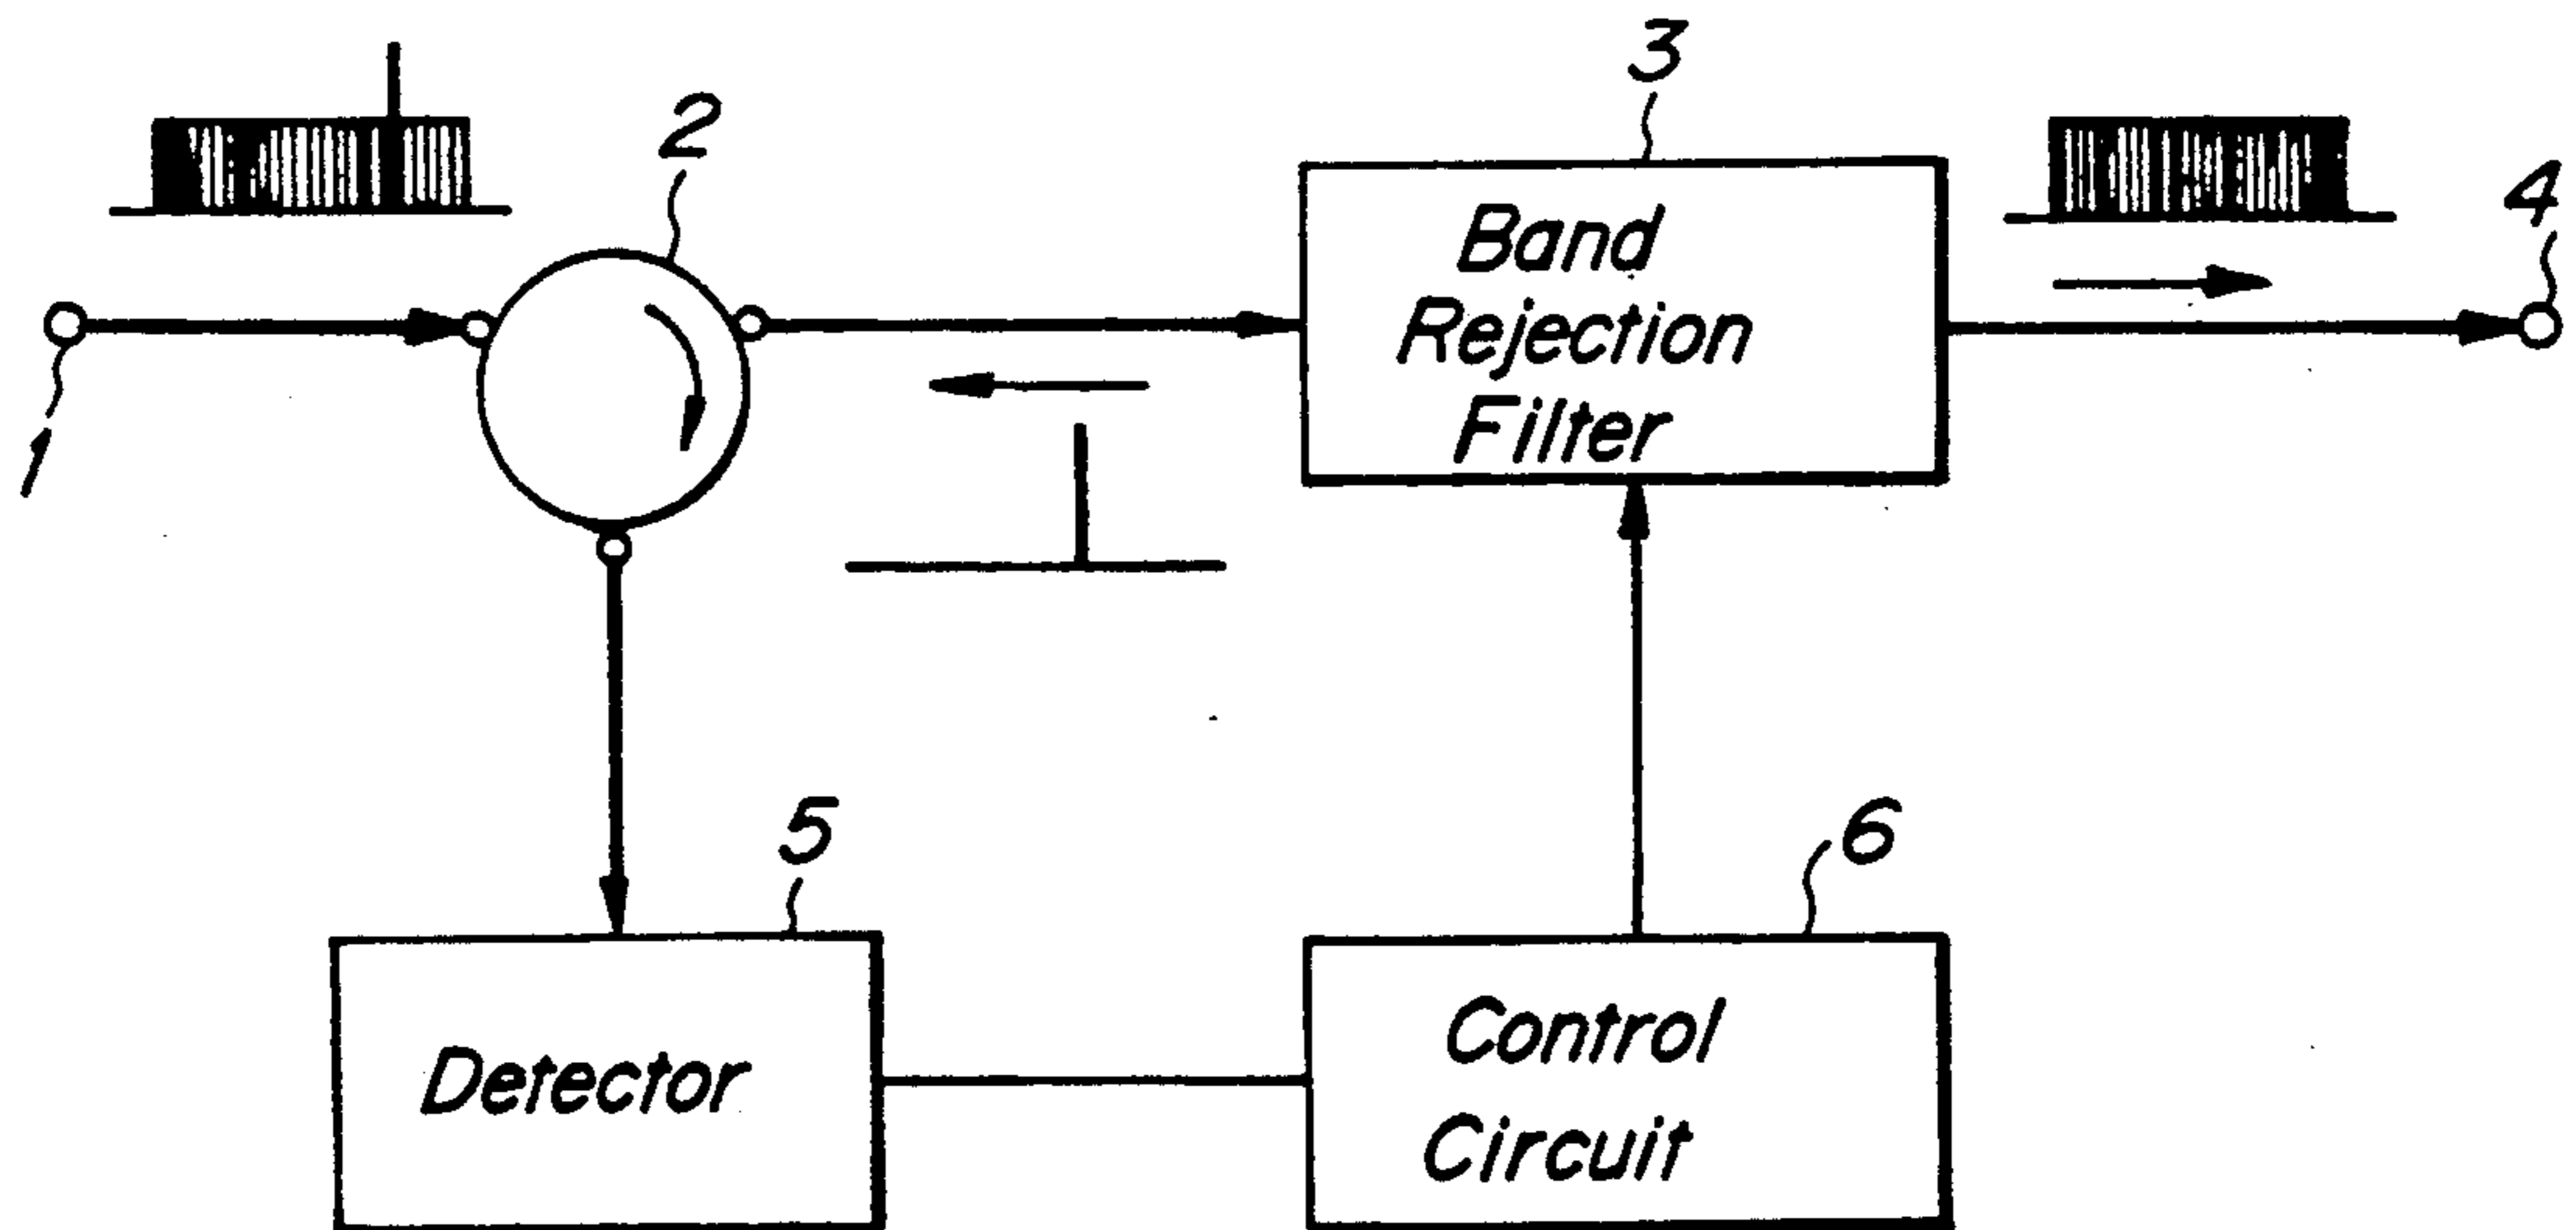 1
2
3
Band
Rejection
Filter
4
5
Detector
6
Control
Circuit